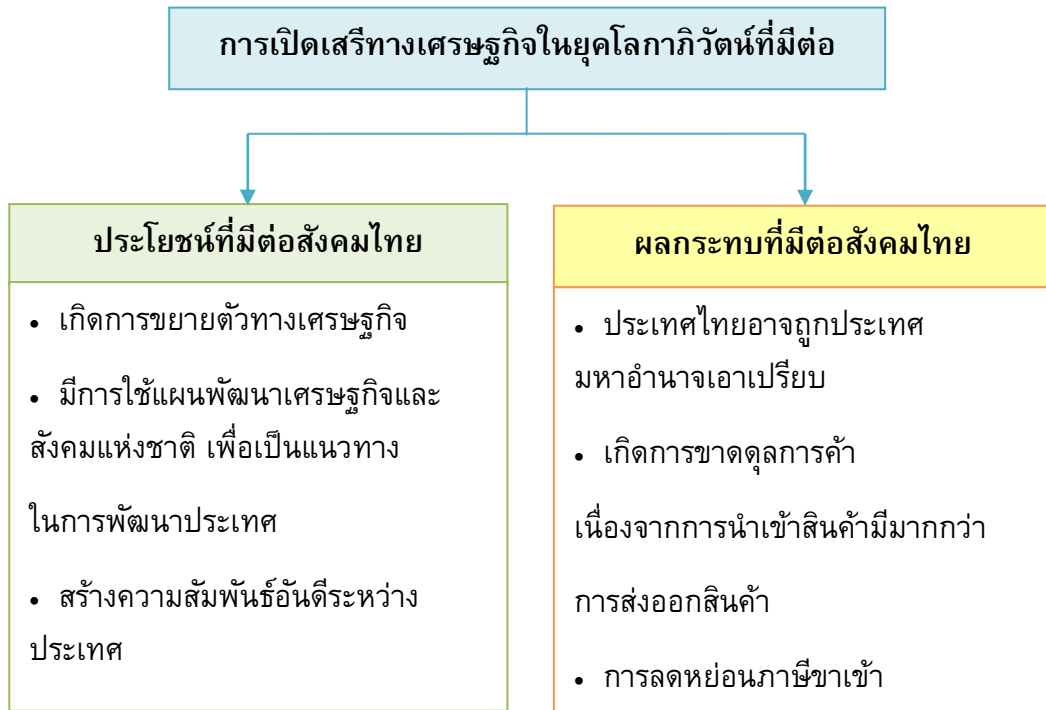 การเปิดเสรีทางเศรษฐกิจในยุคโลกาภิวัตน์ที่มีต่อ
ประโยชน์ที่มีต่อสังคมไทย
• เกิดการขยายตัวทางเศรษฐกิจ
• มีการใช้แผนพัฒนาเศรษฐกิจและ
สังคมแห่งชาติ เพื่อเป็นแนวทาง
ในการพัฒนาประเทศ
• สร้างความสัมพันธ์อันดีระหว่าง
ประเทศ
ผลกระทบที่มีต่อสังคมไทย
• ประเทศไทยอาจถูกประเทศ
มหาอำนาจเอาเปรียบ
• เกิดการขาดดุลการค้า
เนื่องจากการนำเข้าสินค้ามีมากกว่า
การส่งออกสินค้า
• การลดหย่อนภาษีขาเข้า